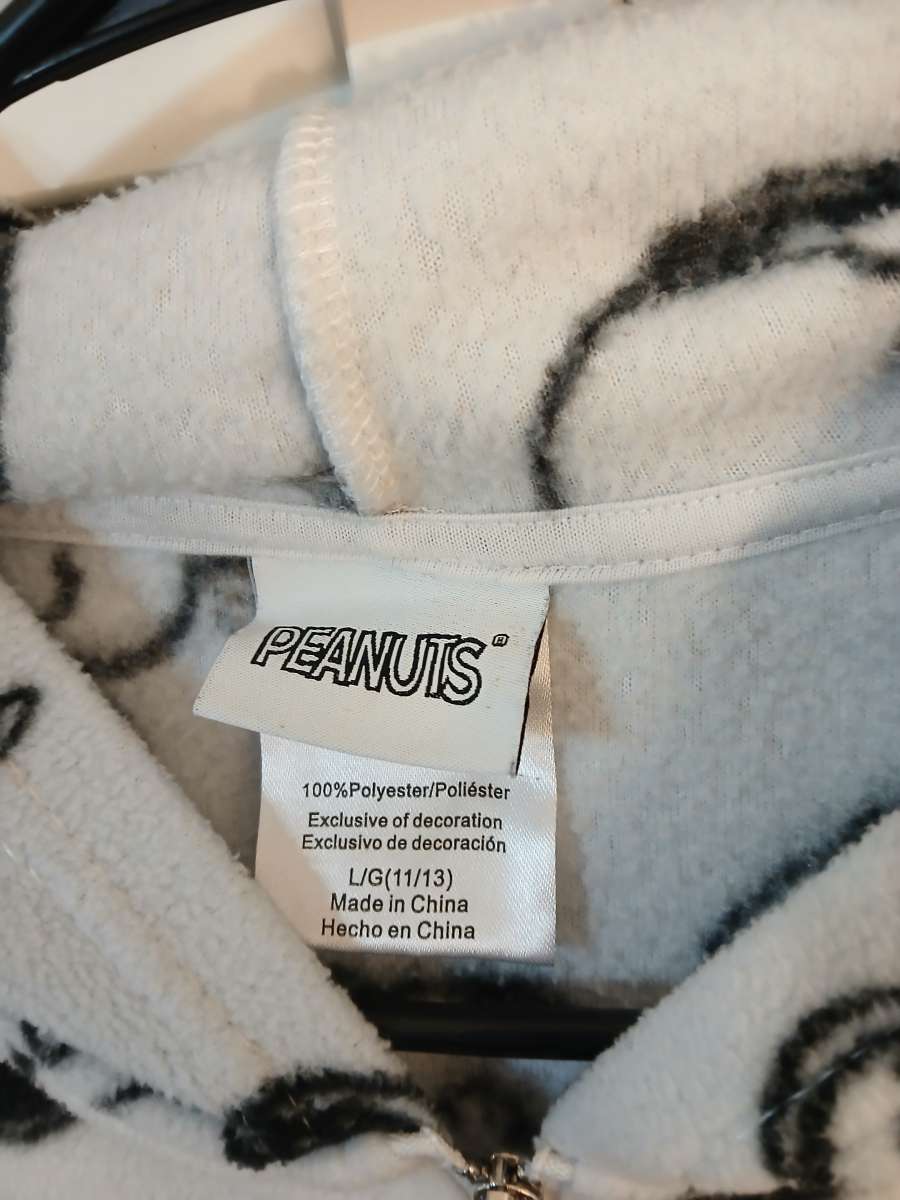 PEANUTS®
100%Polyester/Poliéster
Exclusive of decoration
Exclusivo de decoración
L/G(11/13)
Made in China
Hecho en China